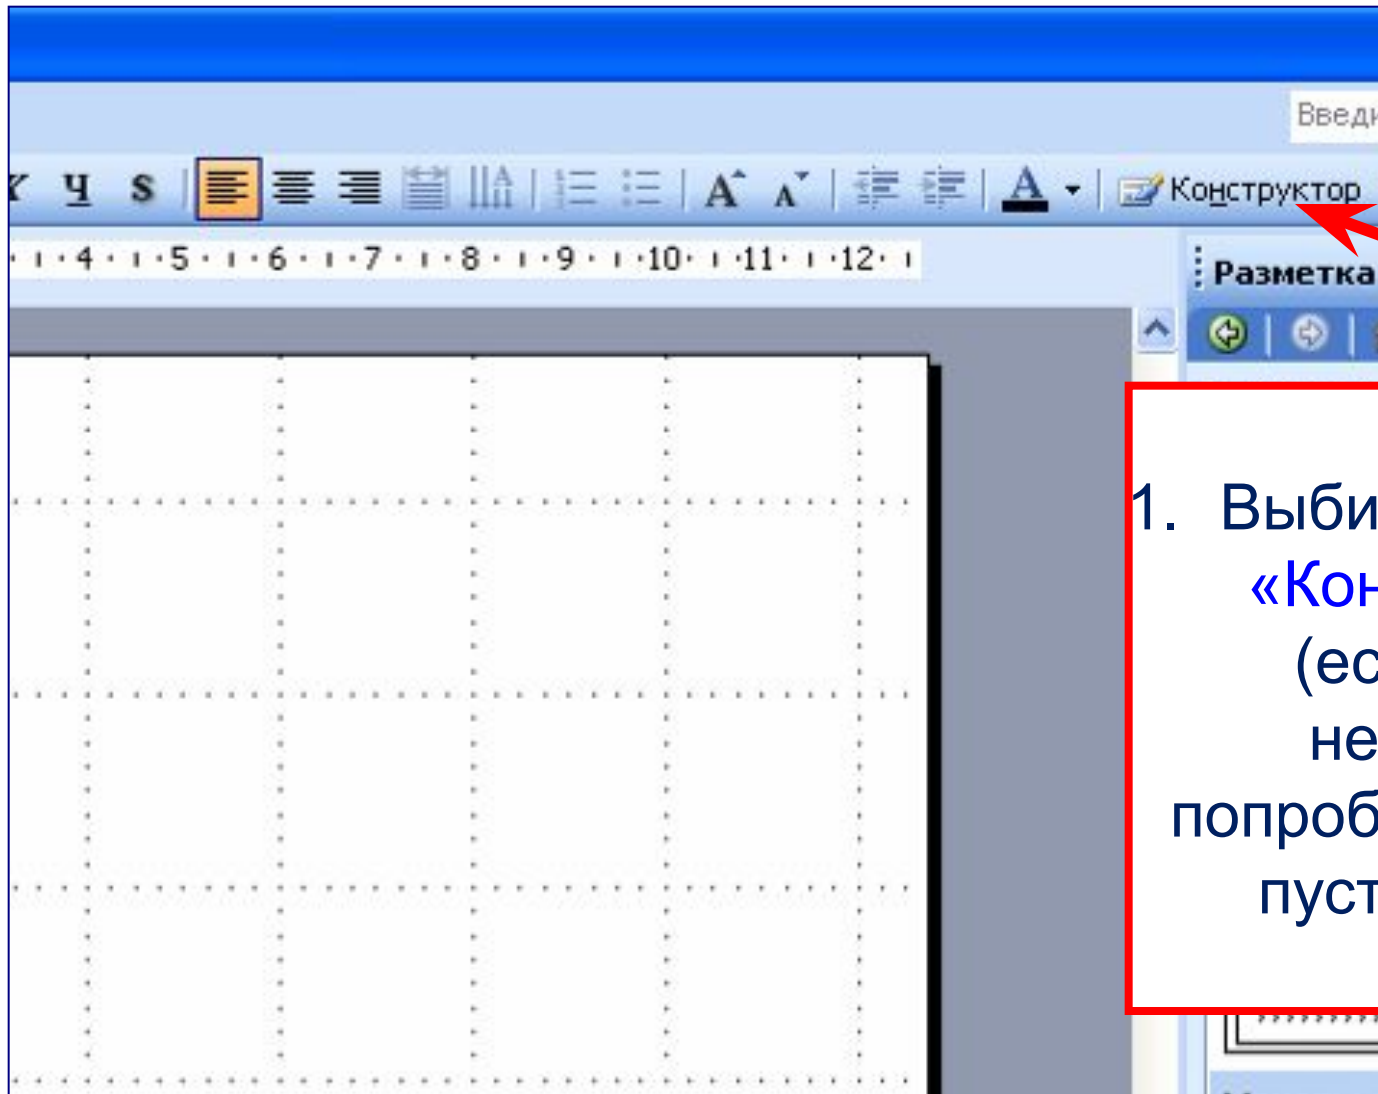 Введи
К Ч S A A A Конструктор
4 5 6 7 8 9 10 11 12
Разметка
1. Выби
«Кон
(ес
не
попроб
пуст